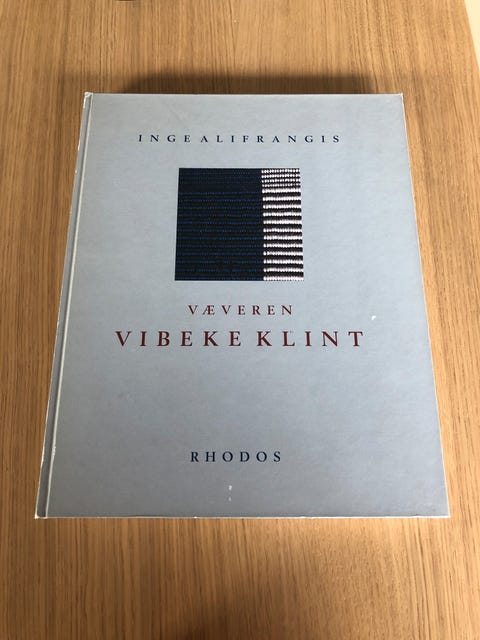 INGE ALIFRANGIS
VÆVEREN
VIBEKE KLINT
RHODOS